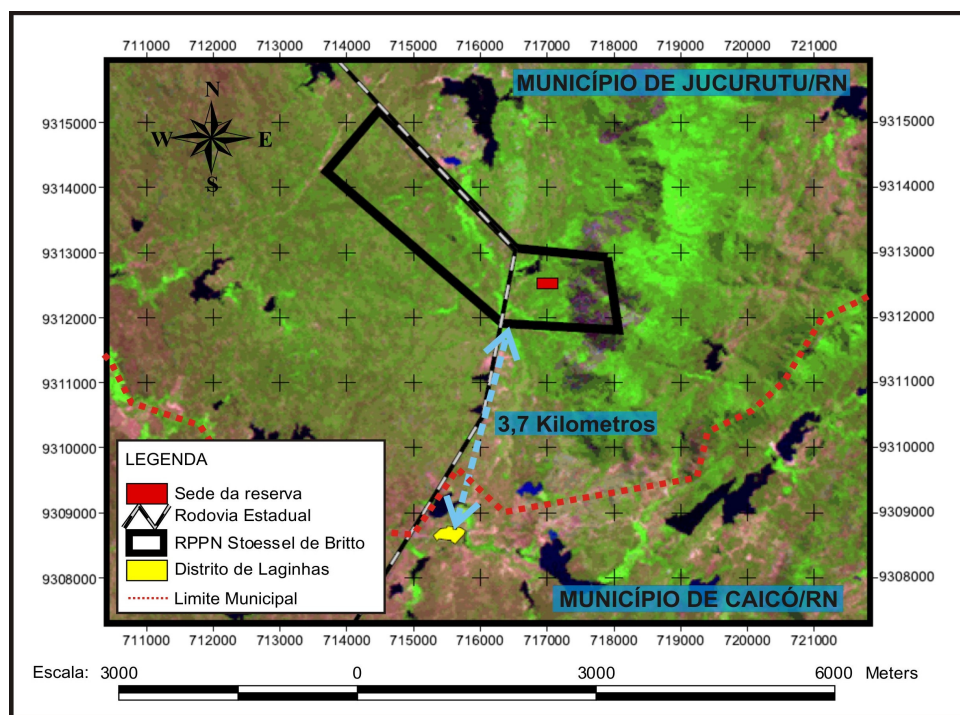 711000 712000 713000 714000 715000 716000 717000 718000 719000 720000 721000
MUNICÍPIO DE JUCURUTU/RN
N
W E
S
9315000 9315000
9314000 9314000
9313000 9313000
9312000 9312000
9311000 9311000
9310000 9310000
9309000 9309000
9308000 9308000
3,7 Kilometros
LEGENDA
Sede da reserva
Rodovia Estadual
RPPN Stoessel de Britto
Distrito de Laginhas
Limite Municipal
MUNICÍPIO DE CAICÓ/RN
711000 712000 713000 714000 715000 716000 717000 718000 719000 720000 721000
Escala: 3000 0 3000 6000 Meters